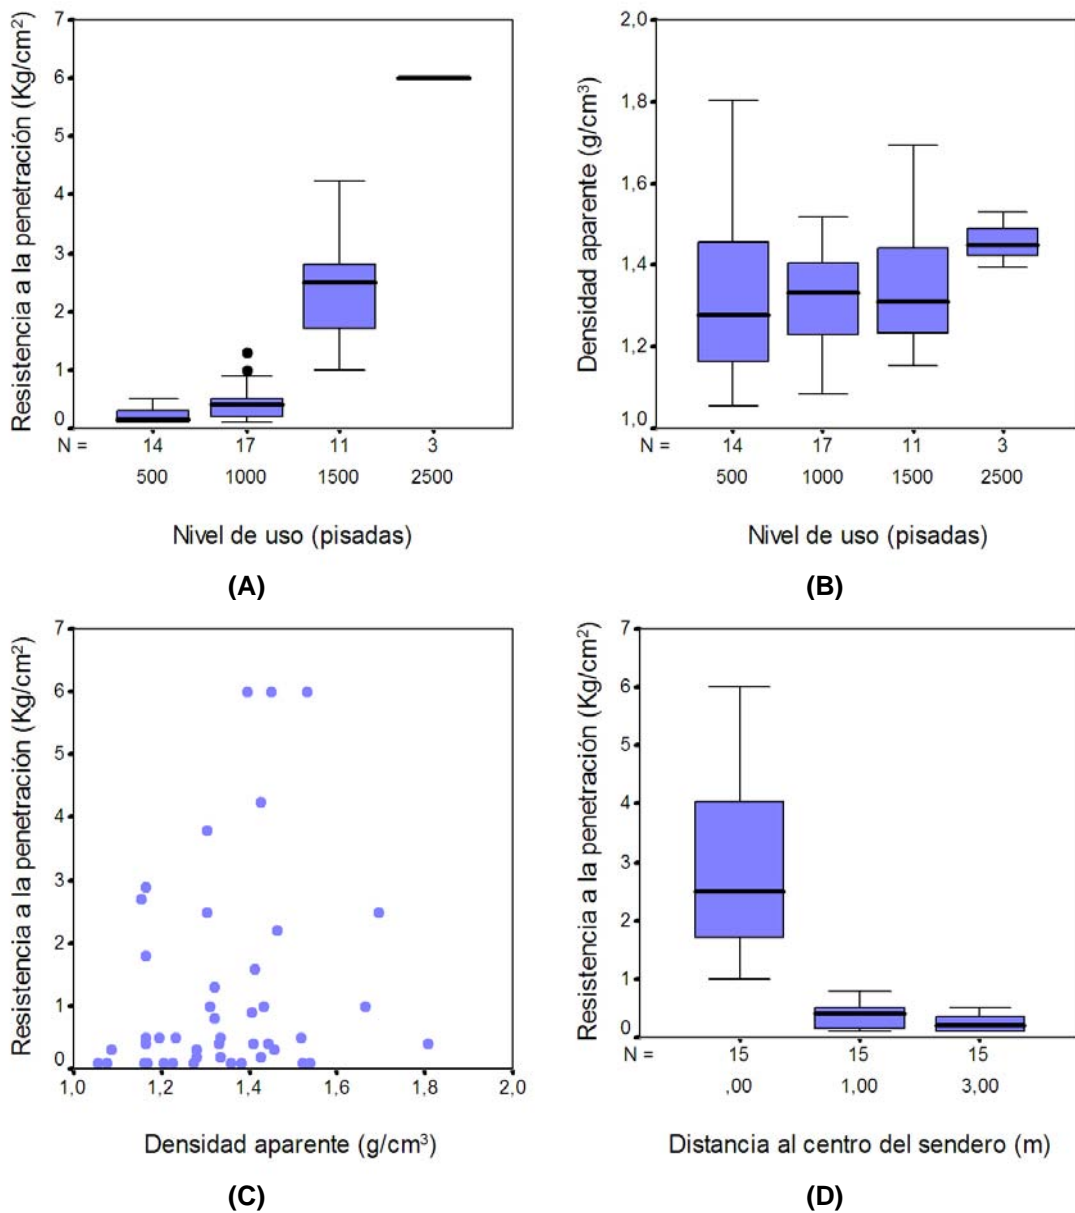 7
6
5
4
3
2
1
0
Resistencia a la penetración (Kg/cm²)
N = 14 17 11 3
500 1000 1500 2500
Nivel de uso (pisadas)
(A)
2,0
1,8
1,6
1,4
1,2
1,0
Densidad aparente (g/cm³)
N = 14 17 11 3
500 1000 1500 2500
Nivel de uso (pisadas)
(B)
7
6
5
4
3
2
1
0
Resistencia a la penetración (Kg/cm²)
1,0 1,2 1,4 1,6 1,8 2,0
Densidad aparente (g/cm³)
(C)
7
6
5
4
3
2
1
0
Resistencia a la penetración (Kg/cm²)
N = 15 15 15
,00 1,00 3,00
Distancia al centro del sendero (m)
(D)